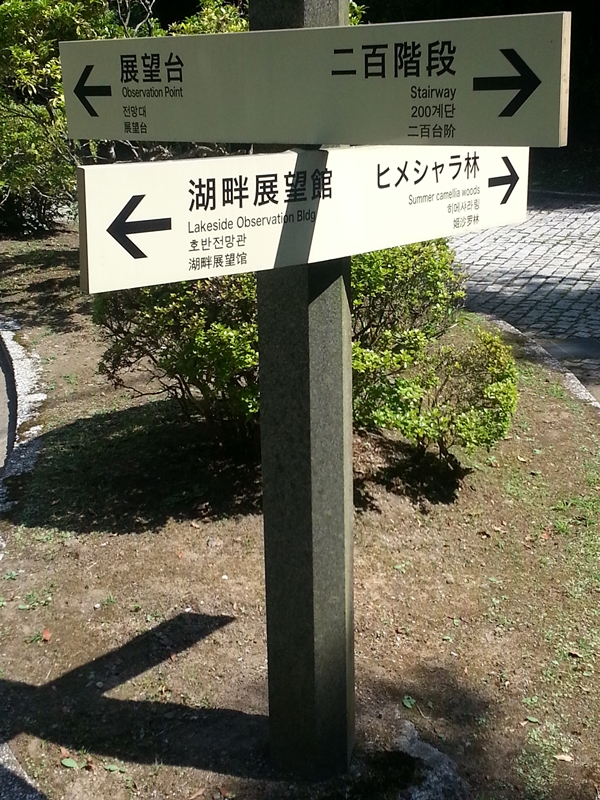 展望台
Observation Point
전망대
展望台
二百階段
Stairway
200계단
二百台阶
湖畔展望館
Lakeside Observation Bldg
호반전망관
湖畔展望馆
ヒメシャラ林
Summer camellia woods
히메샤라림
姬沙罗林